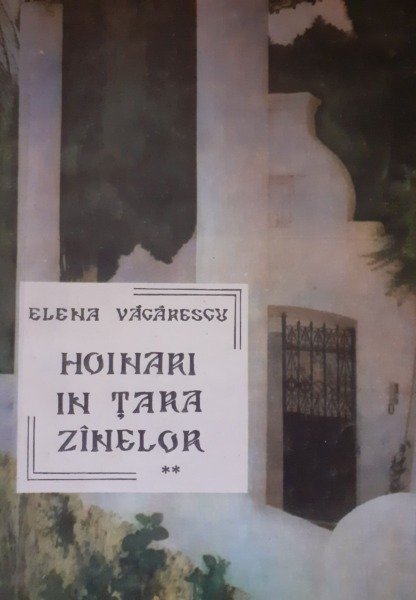 ELENA VĂCĂRESCU
HOINARI
IN ȚARA
ZÎNELOR
**